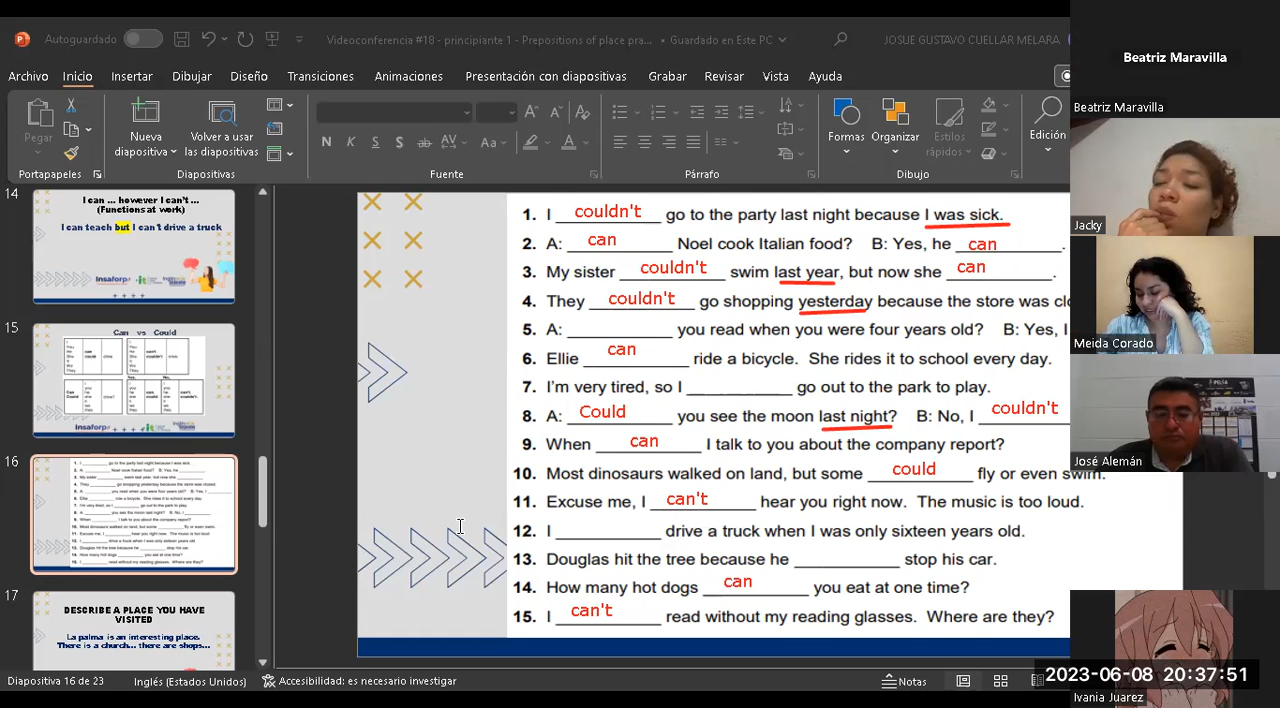 Autoguardado
Videoconferencia #18 - principiante 1 - Prepositions of place pra... • Guardado en Este PC
JOSUE GUSTAVO CUELLAR MELARA
Archivo Inicio Insertar Dibujar Diseño Transiciones Animaciones Presentación con diapositivas Grabar Revisar Vista Ayuda
Pegar
Nueva diapositiva
Volver a usar las diapositivas
Formas
Organizar
Estilos rápidos
Edición
Portapapeles Diapositivas Fuente Párrafo Dibujo
14
I can ... however I can't ...
(Functions at work)
I can teach but I can't drive a truck
Insaforp
15
Can vs Could
Insaforp
16
17
DESCRIBE A PLACE YOU HAVE
VISITED
La palma is an interesting place.
There is a church... there are shops...
1. I couldn't go to the party last night because I was sick.
2. A: can Noel cook Italian food? B: Yes, he can.
3. My sister couldn't swim last year, but now she can.
4. They couldn't go shopping yesterday because the store was clo
5. A: ____________ you read when you were four years old? B: Yes, I
6. Ellie can ride a bicycle. She rides it to school every day.
7. I'm very tired, so I ____________ go out to the park to play.
8. A: Could you see the moon last night? B: No, I couldn't
9. When can I talk to you about the company report?
10. Most dinosaurs walked on land, but some could fly or even swim.
11. Excuse me, I can't hear you right now. The music is too loud.
12. I ____________ drive a truck when I was only sixteen years old.
13. Douglas hit the tree because he ____________ stop his car.
14. How many hot dogs can you eat at one time?
15. I can't read without my reading glasses. Where are they?
Beatriz Maravilla
Beatriz Maravilla
Jacky
Meida Corado
José Alemán
2023-06-08 20:37:51
Ivania Juarez
Diapositiva 16 de 23 Inglés (Estados Unidos) Accesibilidad: es necesario investigar Notas